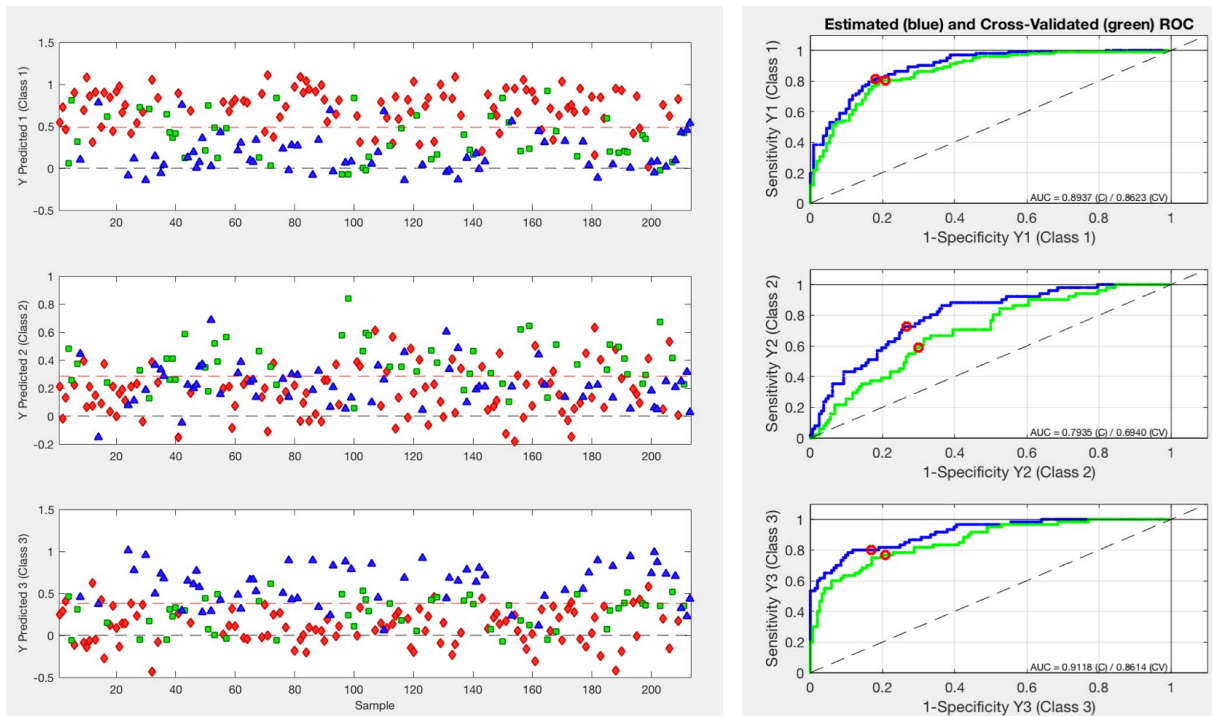 Y Predicted 1 (Class 1)
1.5
1
0.5
0
-0.5
20 40 60 80 100 120 140 160 180 200
Y Predicted 2 (Class 2)
1
0.8
0.6
0.4
0.2
0
-0.2
20 40 60 80 100 120 140 160 180 200
Y Predicted 3 (Class 3)
1.5
1
0.5
0
-0.5
20 40 60 80 100 120 140 160 180 200
Sample
Estimated (blue) and Cross-Validated (green) ROC
Sensitivity Y1 (Class 1)
1
0.8
0.6
0.4
0.2
0
AUC = 0.8937 (C) / 0.8623 (CV)
0 0.2 0.4 0.6 0.8 1
1-Specificity Y1 (Class 1)
Sensitivity Y2 (Class 2)
1
0.8
0.6
0.4
0.2
0
AUC = 0.7935 (C) / 0.6940 (CV)
0 0.2 0.4 0.6 0.8 1
1-Specificity Y2 (Class 2)
Sensitivity Y3 (Class 3)
1
0.8
0.6
0.4
0.2
0
AUC = 0.9118 (C) / 0.8614 (CV)
0 0.2 0.4 0.6 0.8 1
1-Specificity Y3 (Class 3)